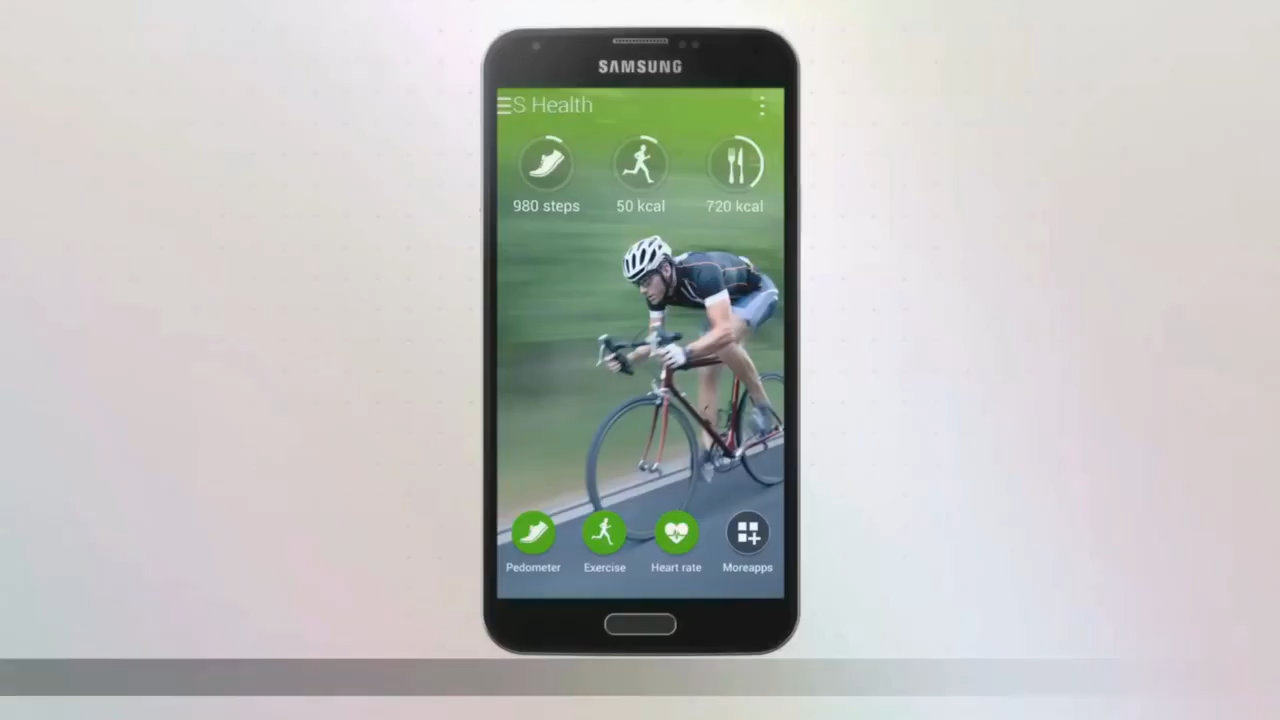 SAMSUNG
S Health
980 steps
50 kcal
720 kcal
Pedometer
Exercise
Heart rate
Moreapps